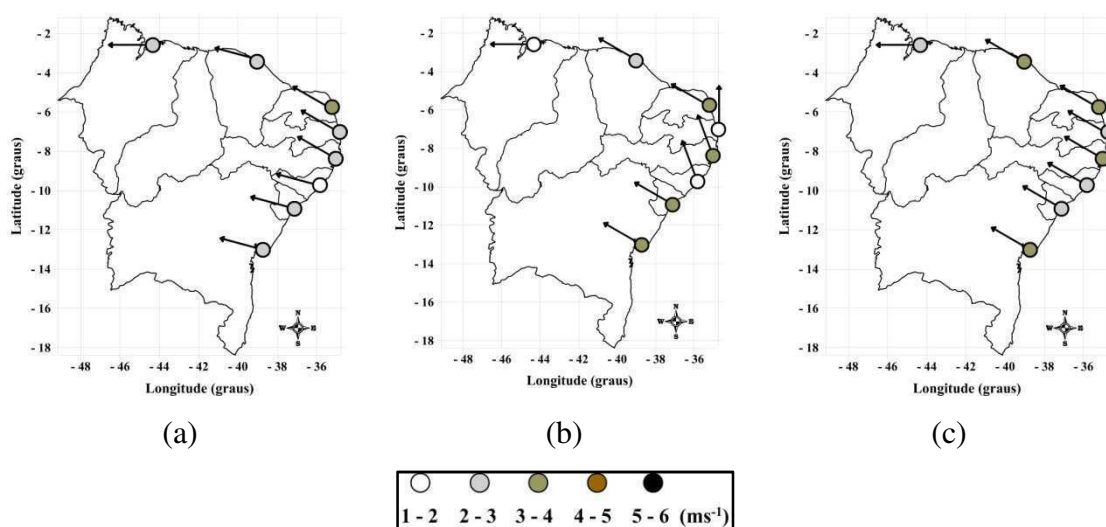 - 2
- 4
- 6
- 8
- 10
- 12
- 14
- 16
- 18
Latitude (graus)
- 48
- 46
- 44
- 42
- 40
- 38
- 36
Longitude (graus)
N
W
E
S
(a)
- 2
- 4
- 6
- 8
- 10
- 12
- 14
- 16
- 18
Latitude (graus)
- 48
- 46
- 44
- 42
- 40
- 38
- 36
Longitude (graus)
N
W
E
S
(b)
- 2
- 4
- 6
- 8
- 10
- 12
- 14
- 16
- 18
Latitude (graus)
- 48
- 46
- 44
- 42
- 40
- 38
- 36
Longitude (graus)
N
W
E
S
(c)
1 - 2 2 - 3 3 - 4 4 - 5 5 - 6 (ms⁻¹)